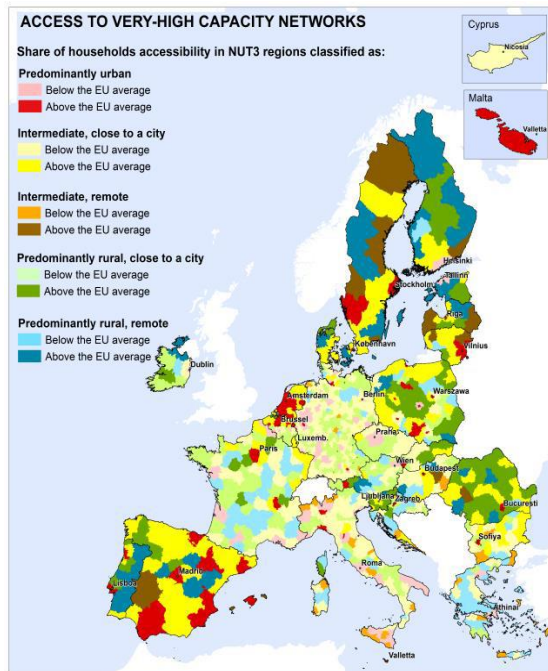 ACCESS TO VERY-HIGH CAPACITY NETWORKS
Share of households accessibility in NUT3 regions classified as:
Predominantly urban
Below the EU average
Above the EU average
Intermediate, close to a city
Below the EU average
Above the EU average
Intermediate, remote
Below the EU average
Above the EU average
Predominantly rural, close to a city
Below the EU average
Above the EU average
Predominantly rural, remote
Below the EU average
Above the EU average
Cyprus
Nicosia
Malta
Valletta
Helsinki
Tallinn
Stockholm
Riga
København
Vilnius
Dublin
Amsterdam
Berlin
Warszawa
Brussel
Luxemb.
Praha
Paris
Wien
Budapest
Ljubljana
Zagreb
Bucuresti
Sofiya
Roma
Madrid
Lisboa
Athinai
Valletta